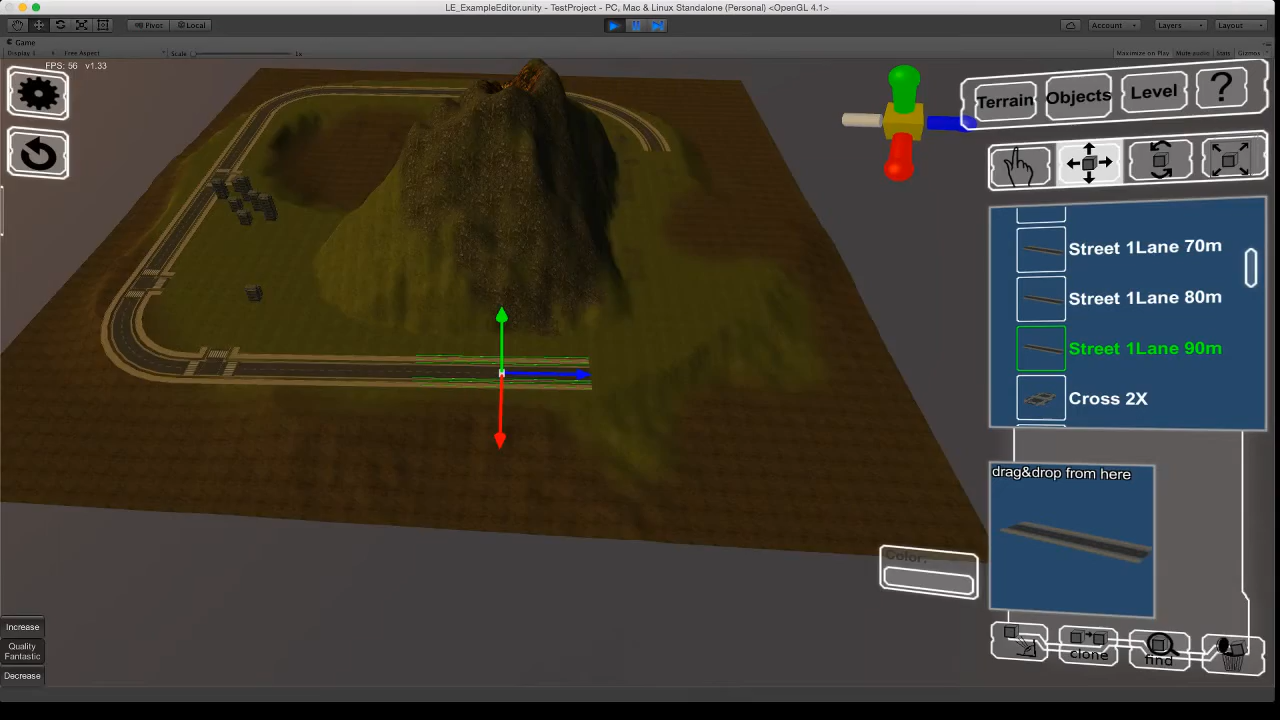 LE_ExampleEditor.unity - TestProject - PC, Mac & Linux Standalone (Personal) <OpenGL 4.1>
Pivot Local Account Layers Layout
Game
Display 1 Free Aspect Scale 1x Maximize on Play Mute audio Stats Gizmos
FPS: 56 v1.33
Terrain Objects Level ?
Street 1Lane 70m
Street 1Lane 80m
Street 1Lane 90m
Cross 2X
drag&drop from here
Color:
Increase
Quality
Fantastic
Decrease
clone find